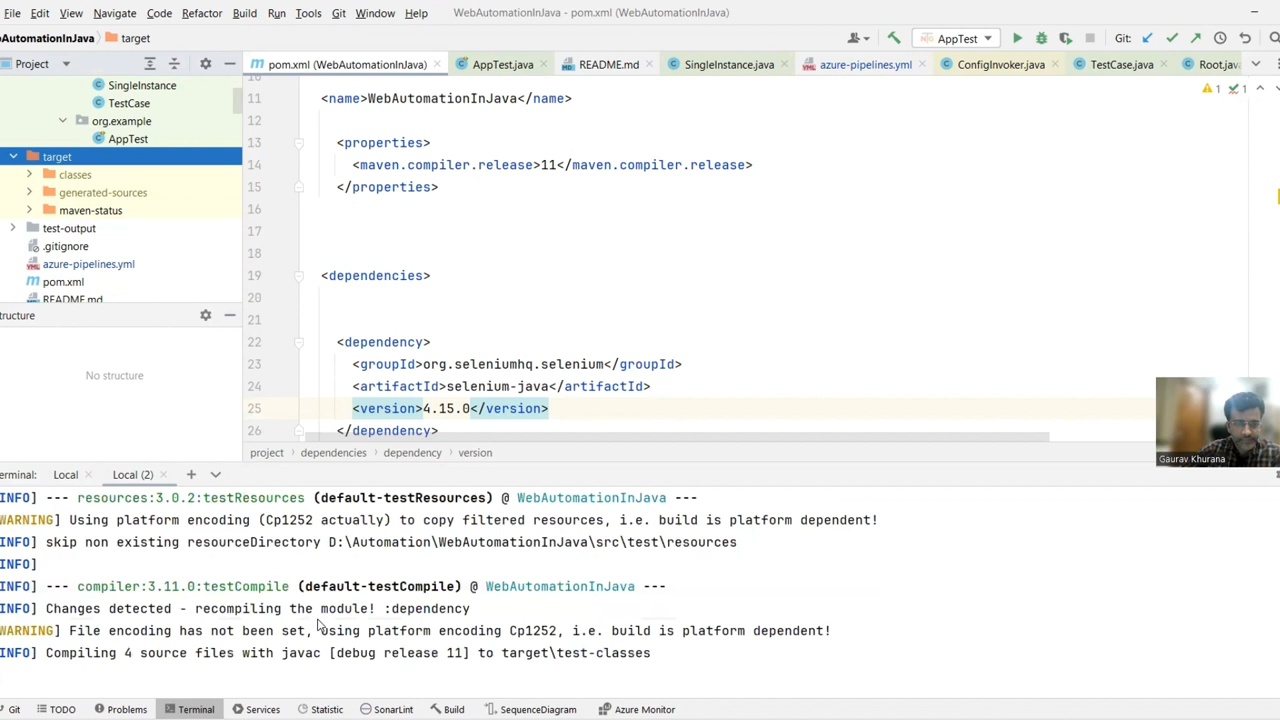 File Edit View Navigate Code Refactor Build Run Tools Git Window Help WebAutomationInJava - pom.xml (WebAutomationInJava)
WebAutomationInJava target AppTest Git:
Project
pom.xml (WebAutomationInJava) AppTest.java README.md SingleInstance.java azure-pipelines.yml ConfigInvoker.java TestCase.java Root.java
SingleInstance
TestCase
org.example
AppTest
target
classes
generated-sources
maven-status
test-output
.gitignore
azure-pipelines.yml
pom.xml
README.md
Structure
No structure
1 1
10
11 <name>WebAutomationInJava</name>
12
13 <properties>
14 <maven.compiler.release>11</maven.compiler.release>
15 </properties>
16
17
18
19 <dependencies>
20
21
22 <dependency>
23 <groupId>org.seleniumhq.selenium</groupId>
24 <artifactId>selenium-java</artifactId>
25 <version>4.15.0</version>
26 </dependency>
project dependencies dependency version
Gaurav Khurana
Terminal: Local Local (2)
INFO] --- resources:3.0.2:testResources (default-testResources) @ WebAutomationInJava ---
WARNING] Using platform encoding (Cp1252 actually) to copy filtered resources, i.e. build is platform dependent!
INFO] skip non existing resourceDirectory D:\Automation\WebAutomationInJava\src\test\resources
INFO]
INFO] --- compiler:3.11.0:testCompile (default-testCompile) @ WebAutomationInJava ---
INFO] Changes detected - recompiling the module! :dependency
WARNING] File encoding has not been set, using platform encoding Cp1252, i.e. build is platform dependent!
INFO] Compiling 4 source files with javac [debug release 11] to target\test-classes
Git TODO Problems Terminal Services Statistic SonarLint Build SequenceDiagram Azure Monitor